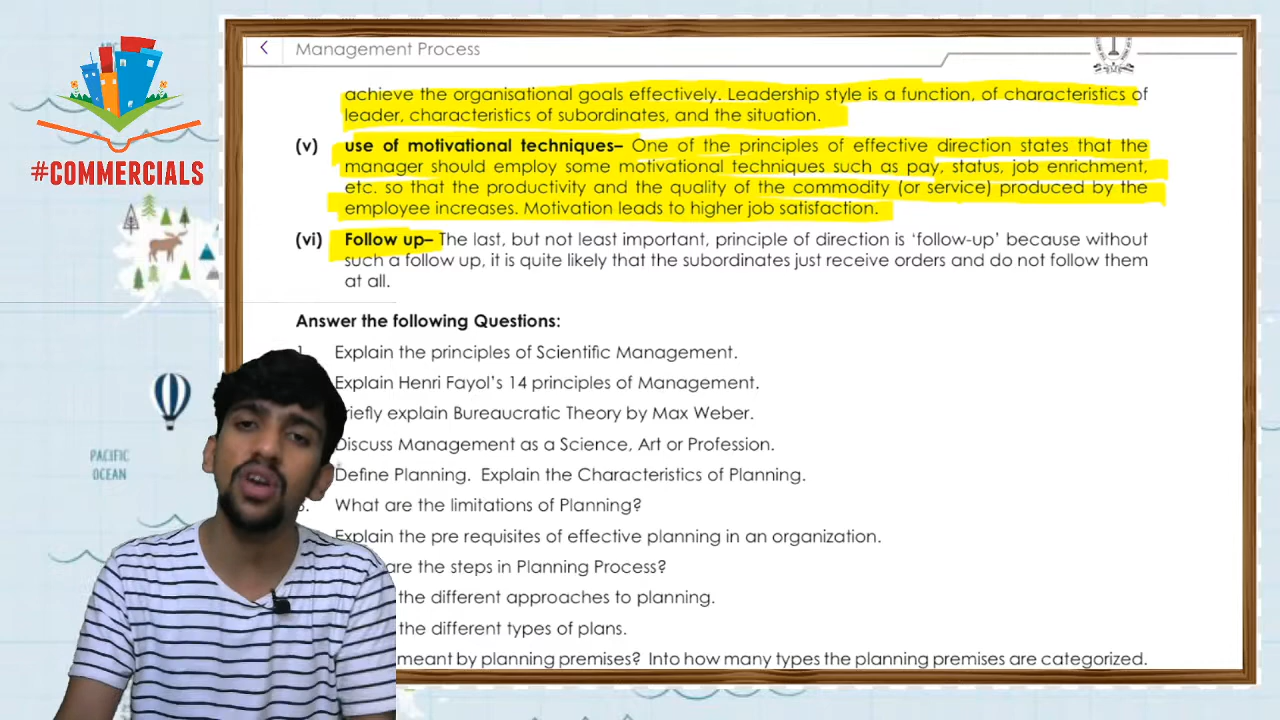 Management Process
#COMMERCIALS
achieve the organisational goals effectively. Leadership style is a function, of characteristics of
leader, characteristics of subordinates, and the situation.
(v) use of motivational techniques– One of the principles of effective direction states that the
manager should employ some motivational techniques such as pay, status, job enrichment,
etc. so that the productivity and the quality of the commodity (or service) produced by the
employee increases. Motivation leads to higher job satisfaction.
(vi) Follow up– The last, but not least important, principle of direction is ‘follow-up’ because without
such a follow up, it is quite likely that the subordinates just receive orders and do not follow them
at all.
Answer the following Questions:
1. Explain the principles of Scientific Management.
Explain Henri Fayol’s 14 principles of Management.
explain Bureaucratic Theory by Max Weber.
Discuss Management as a Science, Art or Profession.
Define Planning. Explain the Characteristics of Planning.
What are the limitations of Planning?
Explain the pre requisites of effective planning in an organization.
are the steps in Planning Process?
the different approaches to planning.
the different types of plans.
meant by planning premises? Into how many types the planning premises are categorized.
PACIFIC
OCEAN